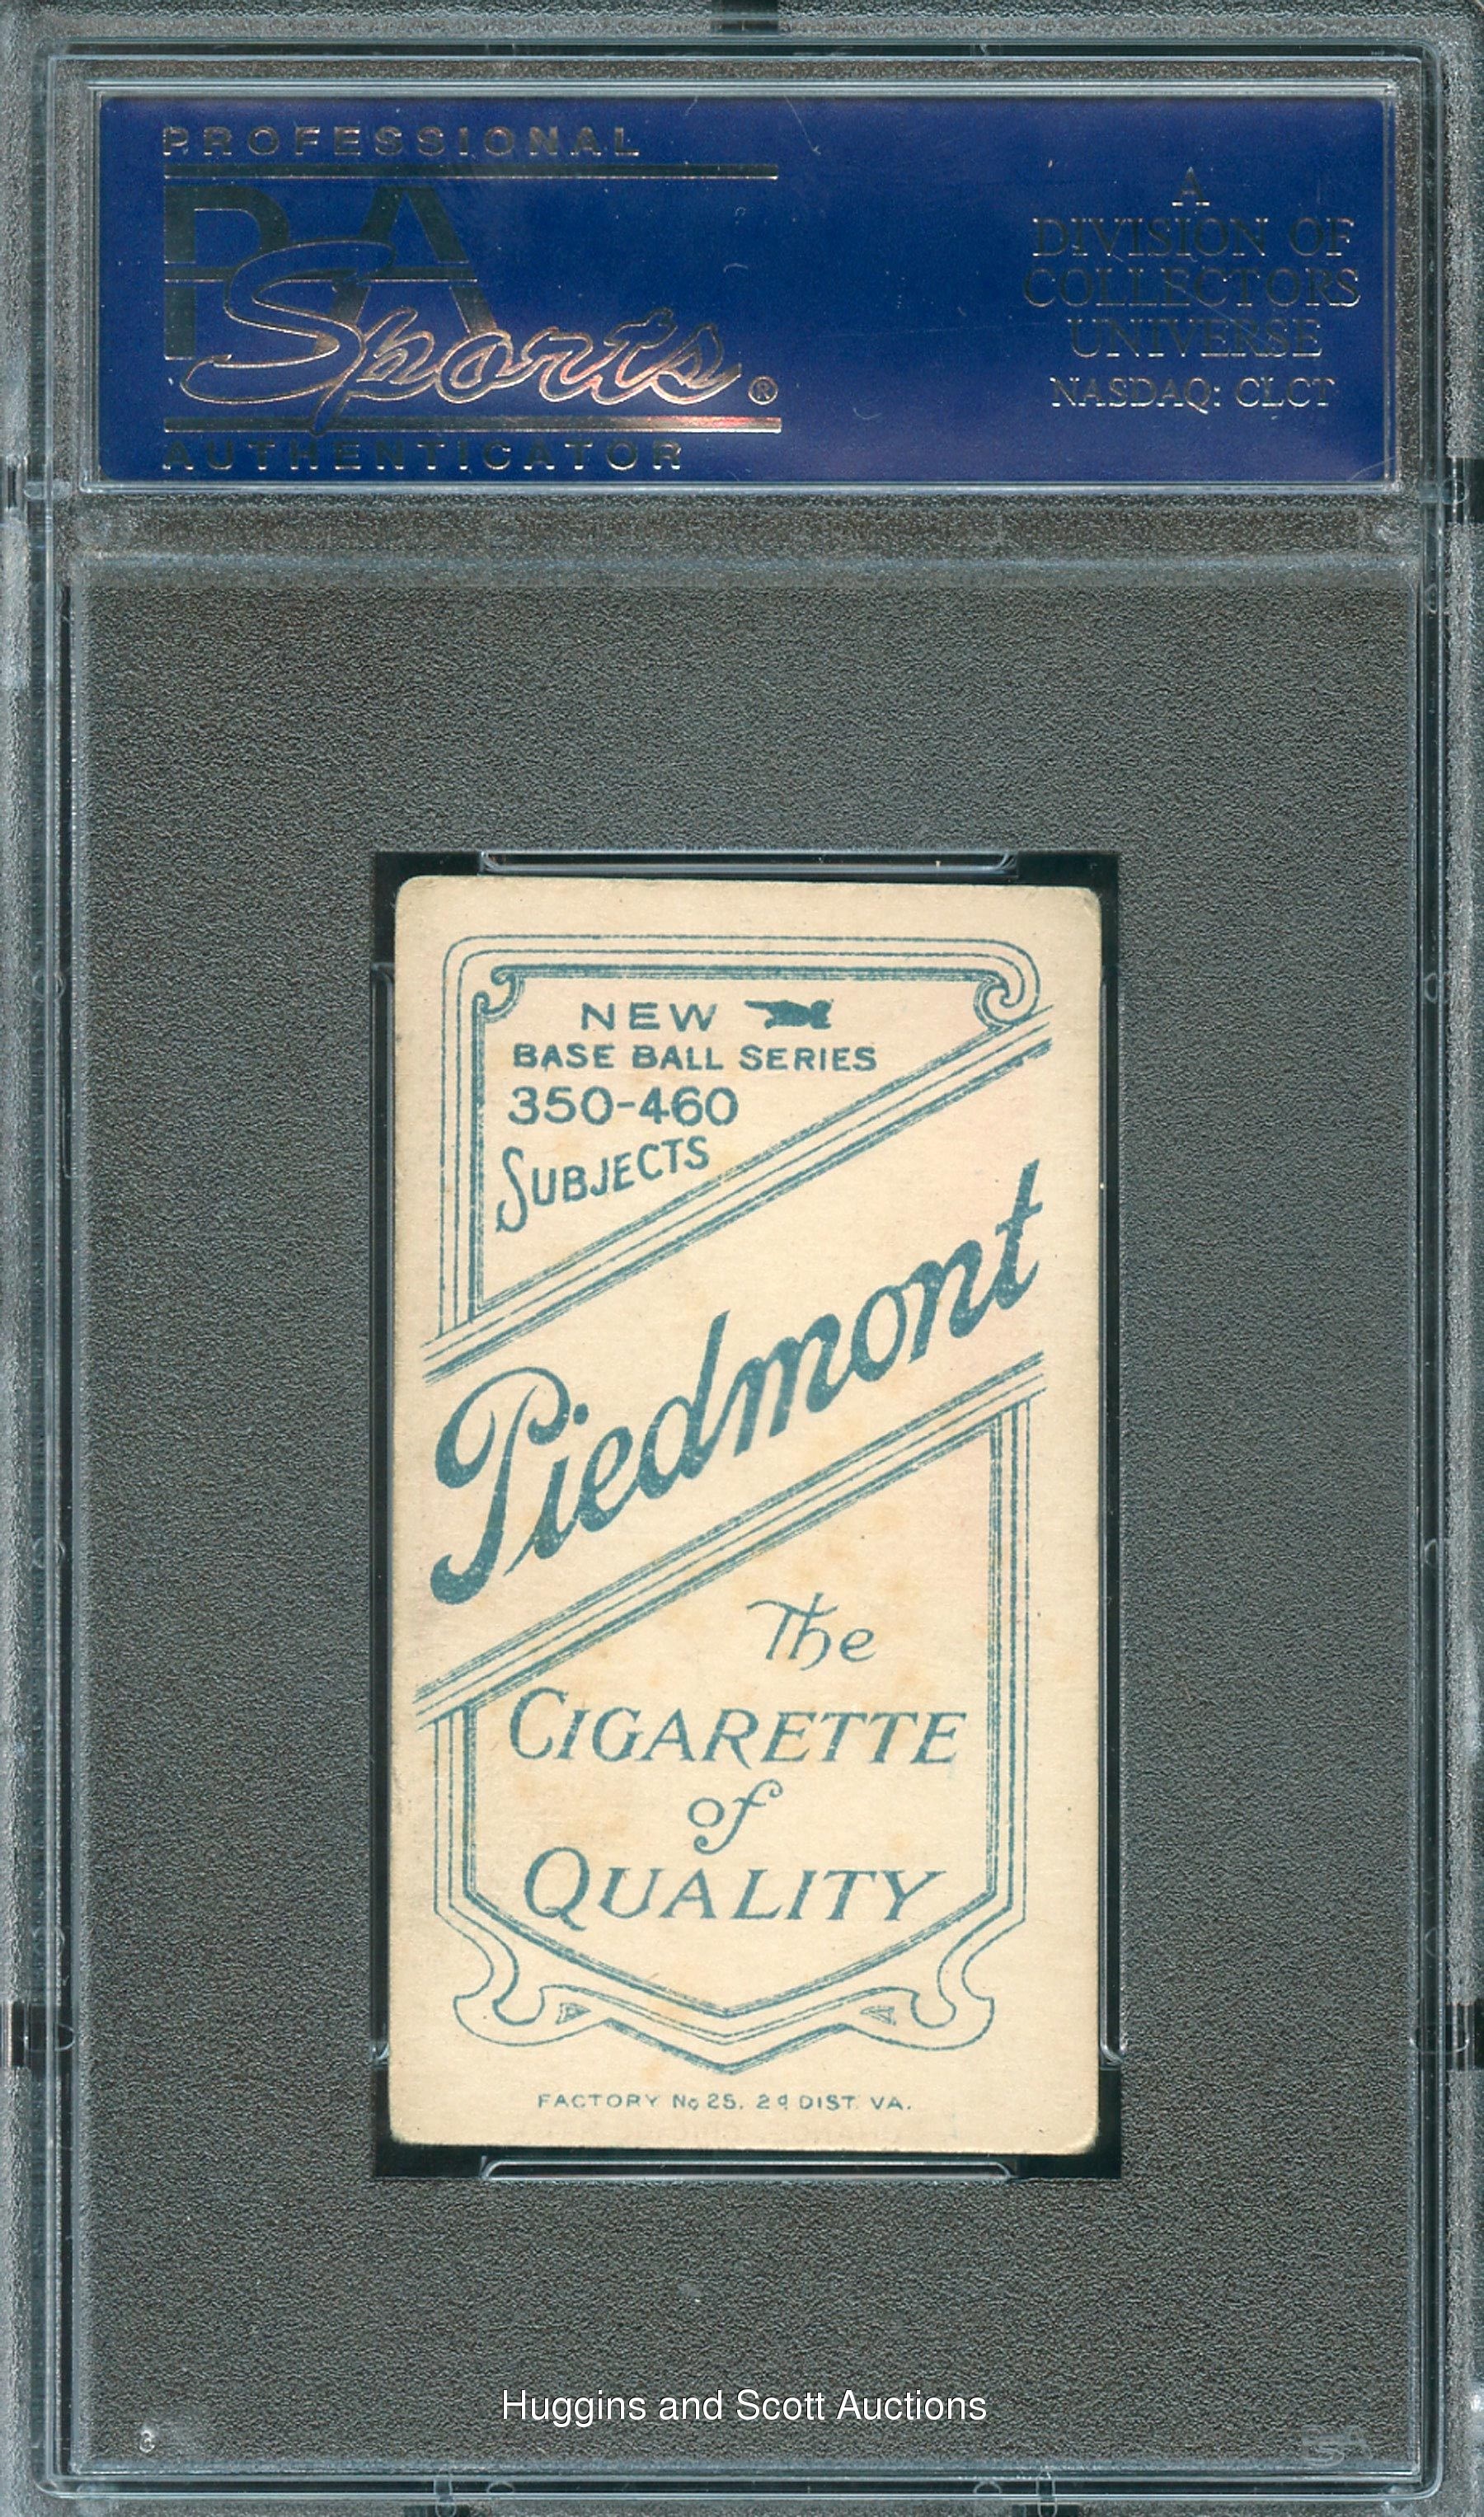 PROFESSIONAL
PSA
Sports®
AUTHENTICATOR
A
DIVISION OF
COLLECTORS
UNIVERSE
NASDAQ: CLCT
NEW
BASE BALL SERIES
350-460
SUBJECTS
Piedmont
The
CIGARETTE
of
QUALITY
FACTORY No 25. 2d DIST. VA.
Huggins and Scott Auctions